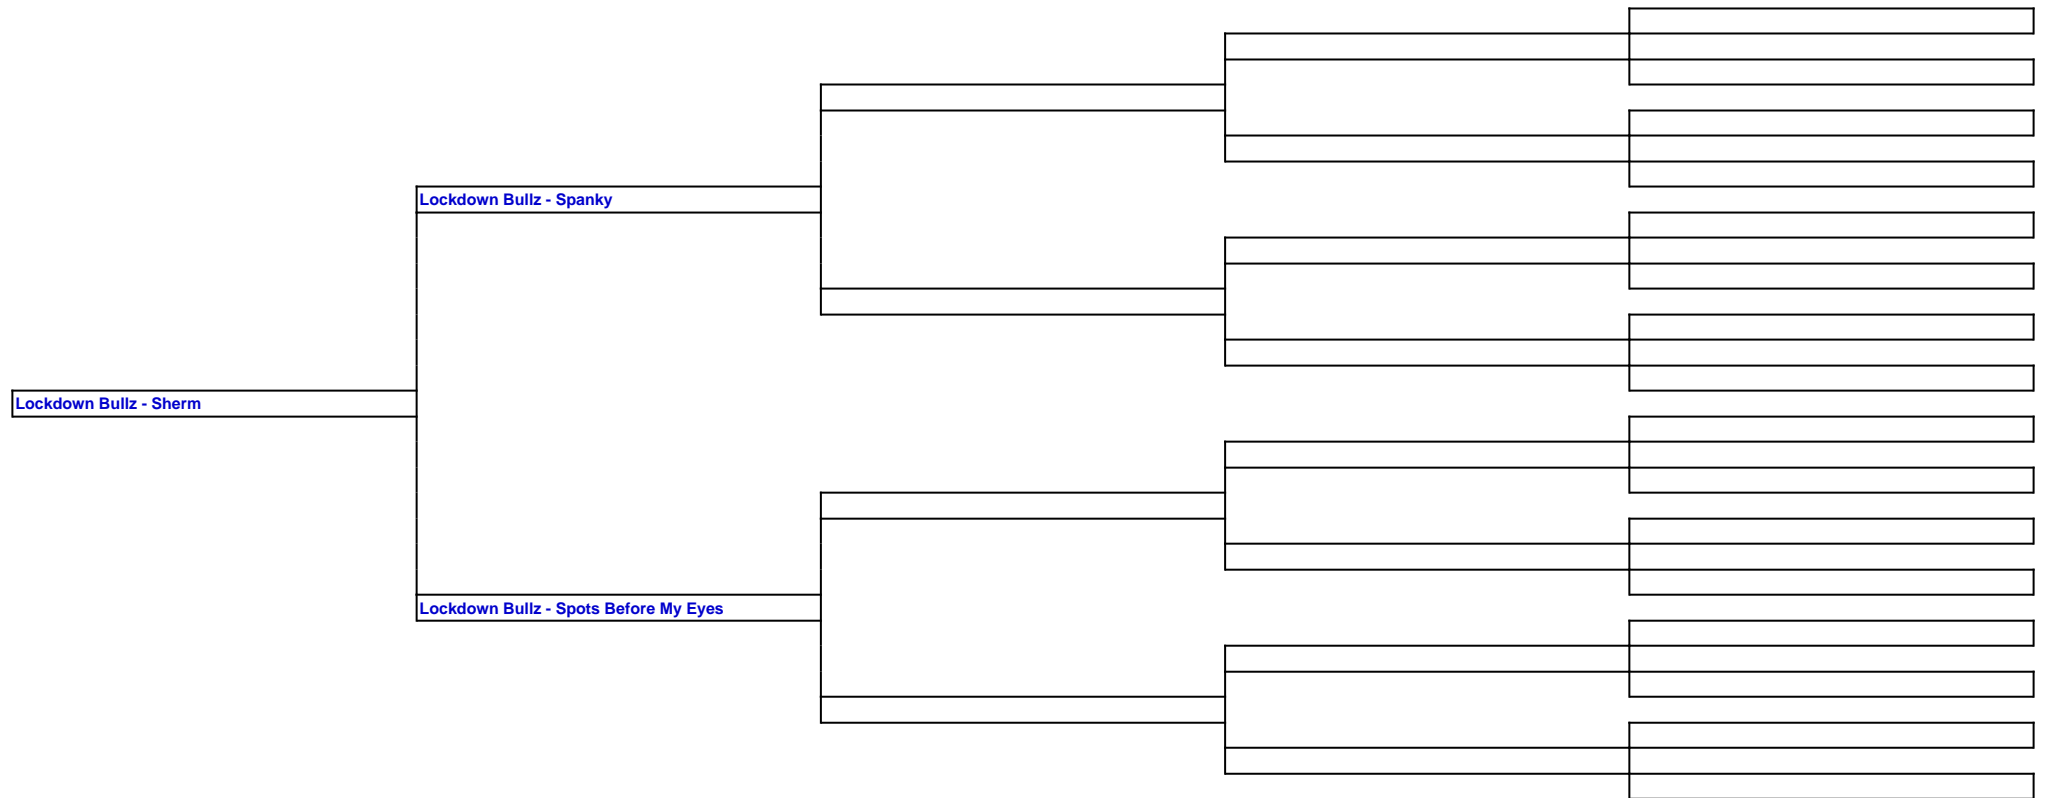 Lockdown Bullz - Spanky
Lockdown Bullz - Sherm
Lockdown Bullz - Spots Before My Eyes